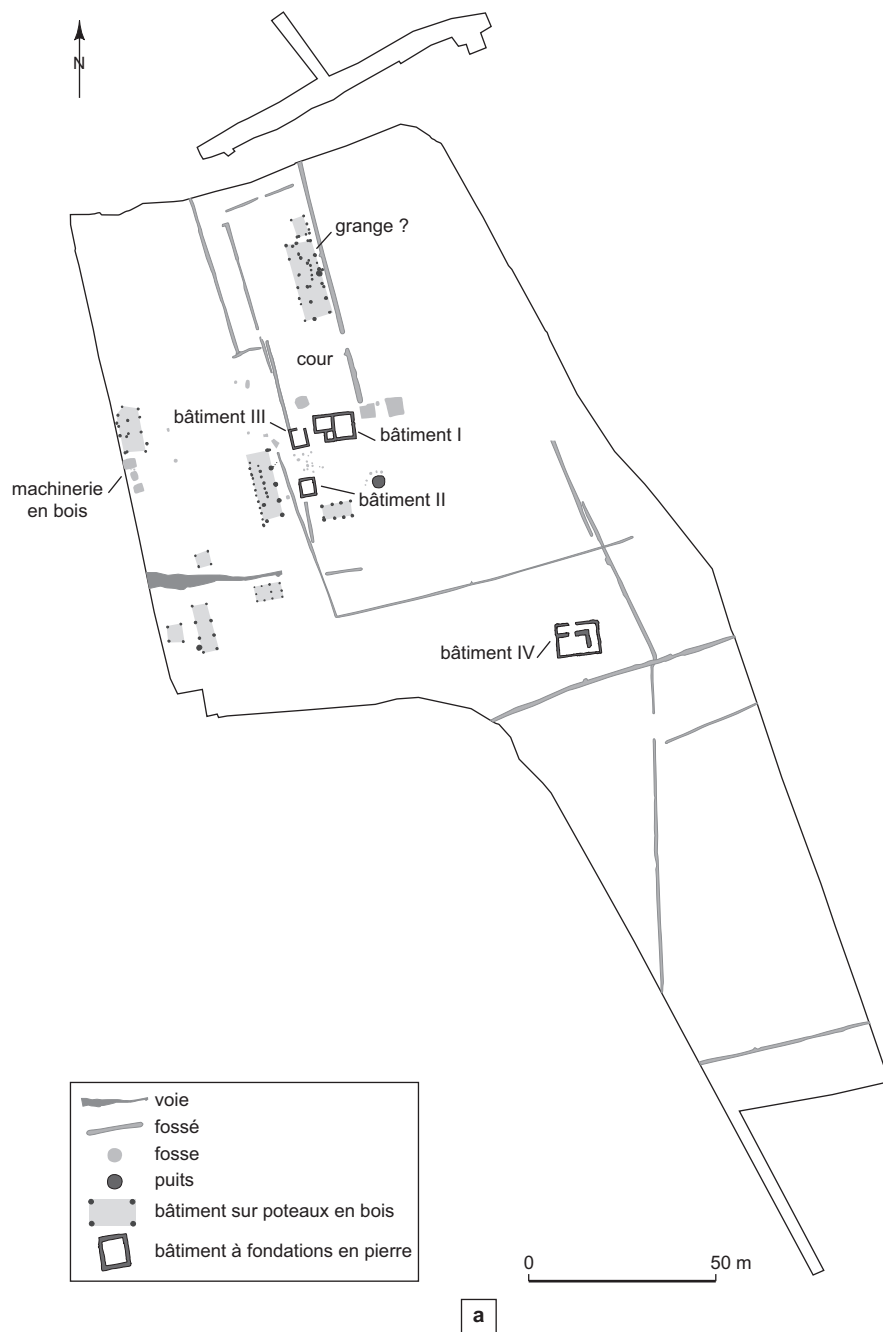 N
grange ?
cour
bâtiment III
bâtiment I
machinerie
en bois
bâtiment II
bâtiment IV
voie
fossé
fosse
puits
bâtiment sur poteaux en bois
bâtiment à fondations en pierre
0
50 m
a